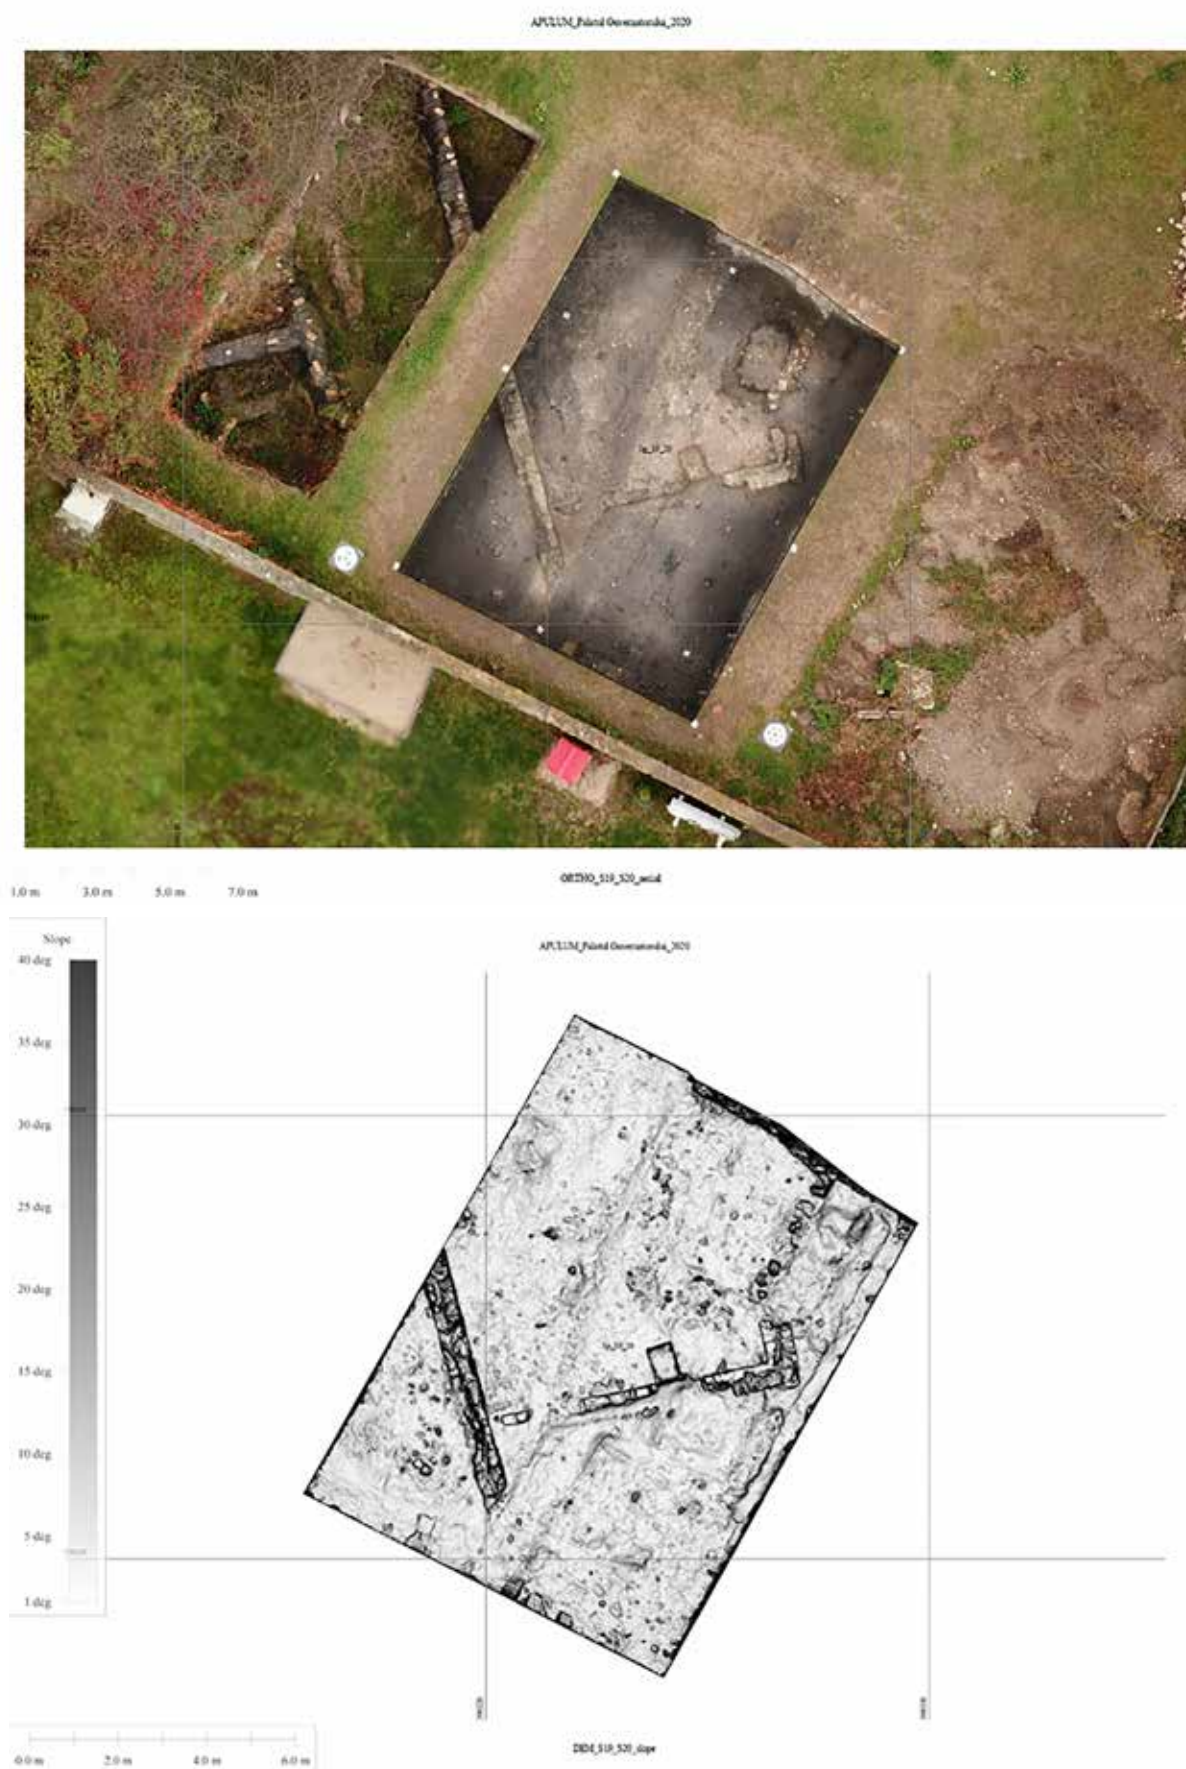 APULUM_Palatul Guvernatorului_2020
ORTHO_S19_S20_aerial
1.0 m 3.0 m 5.0 m 7.0 m
APULUM_Palatul Guvernatorului_2020
Slope
40 deg
35 deg
30 deg
25 deg
20 deg
15 deg
10 deg
5 deg
1 deg
DEM_S19_S20_slope
0.0 m 2.0 m 4.0 m 6.0 m